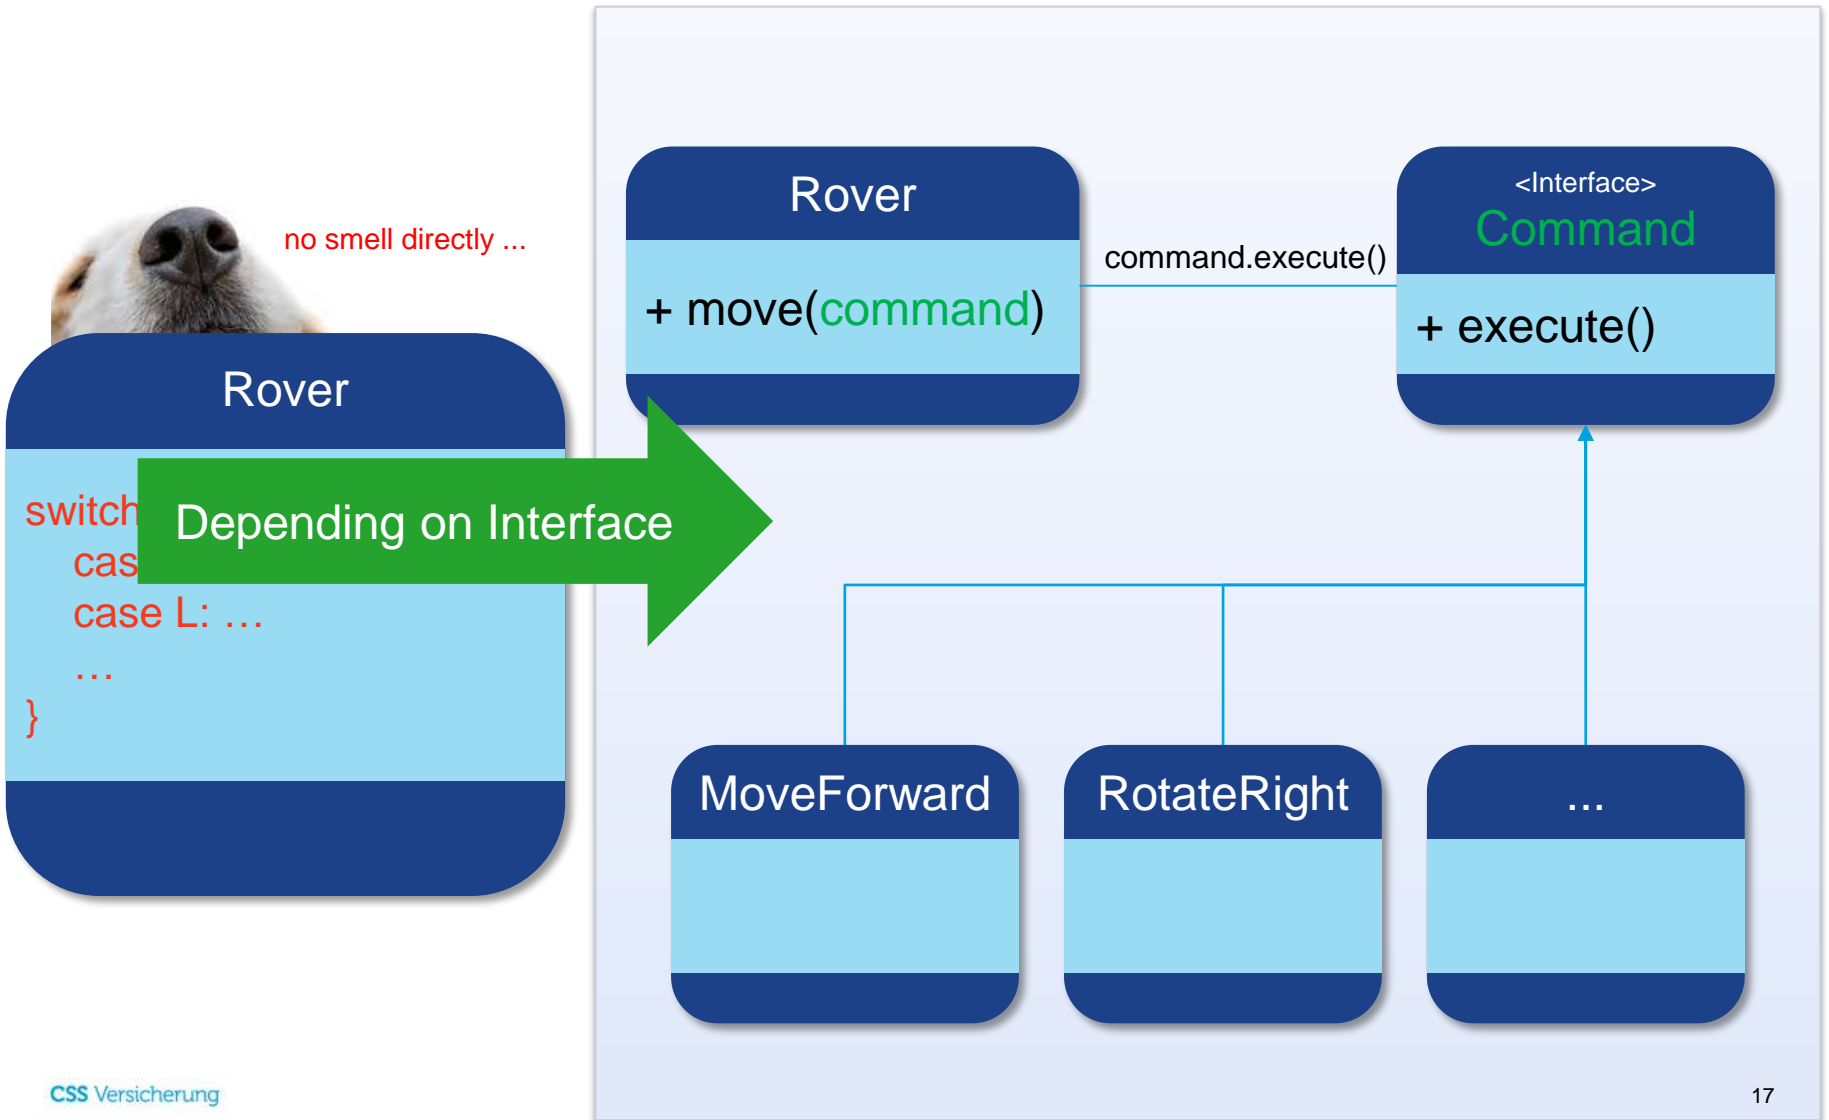 no smell directly ...
Rover
switch
cas
case L: …
…
}
Depending on Interface
Rover
+ move(command)
command.execute()
<Interface>
Command
+ execute()
MoveForward
RotateRight
...
CSS Versicherung
17